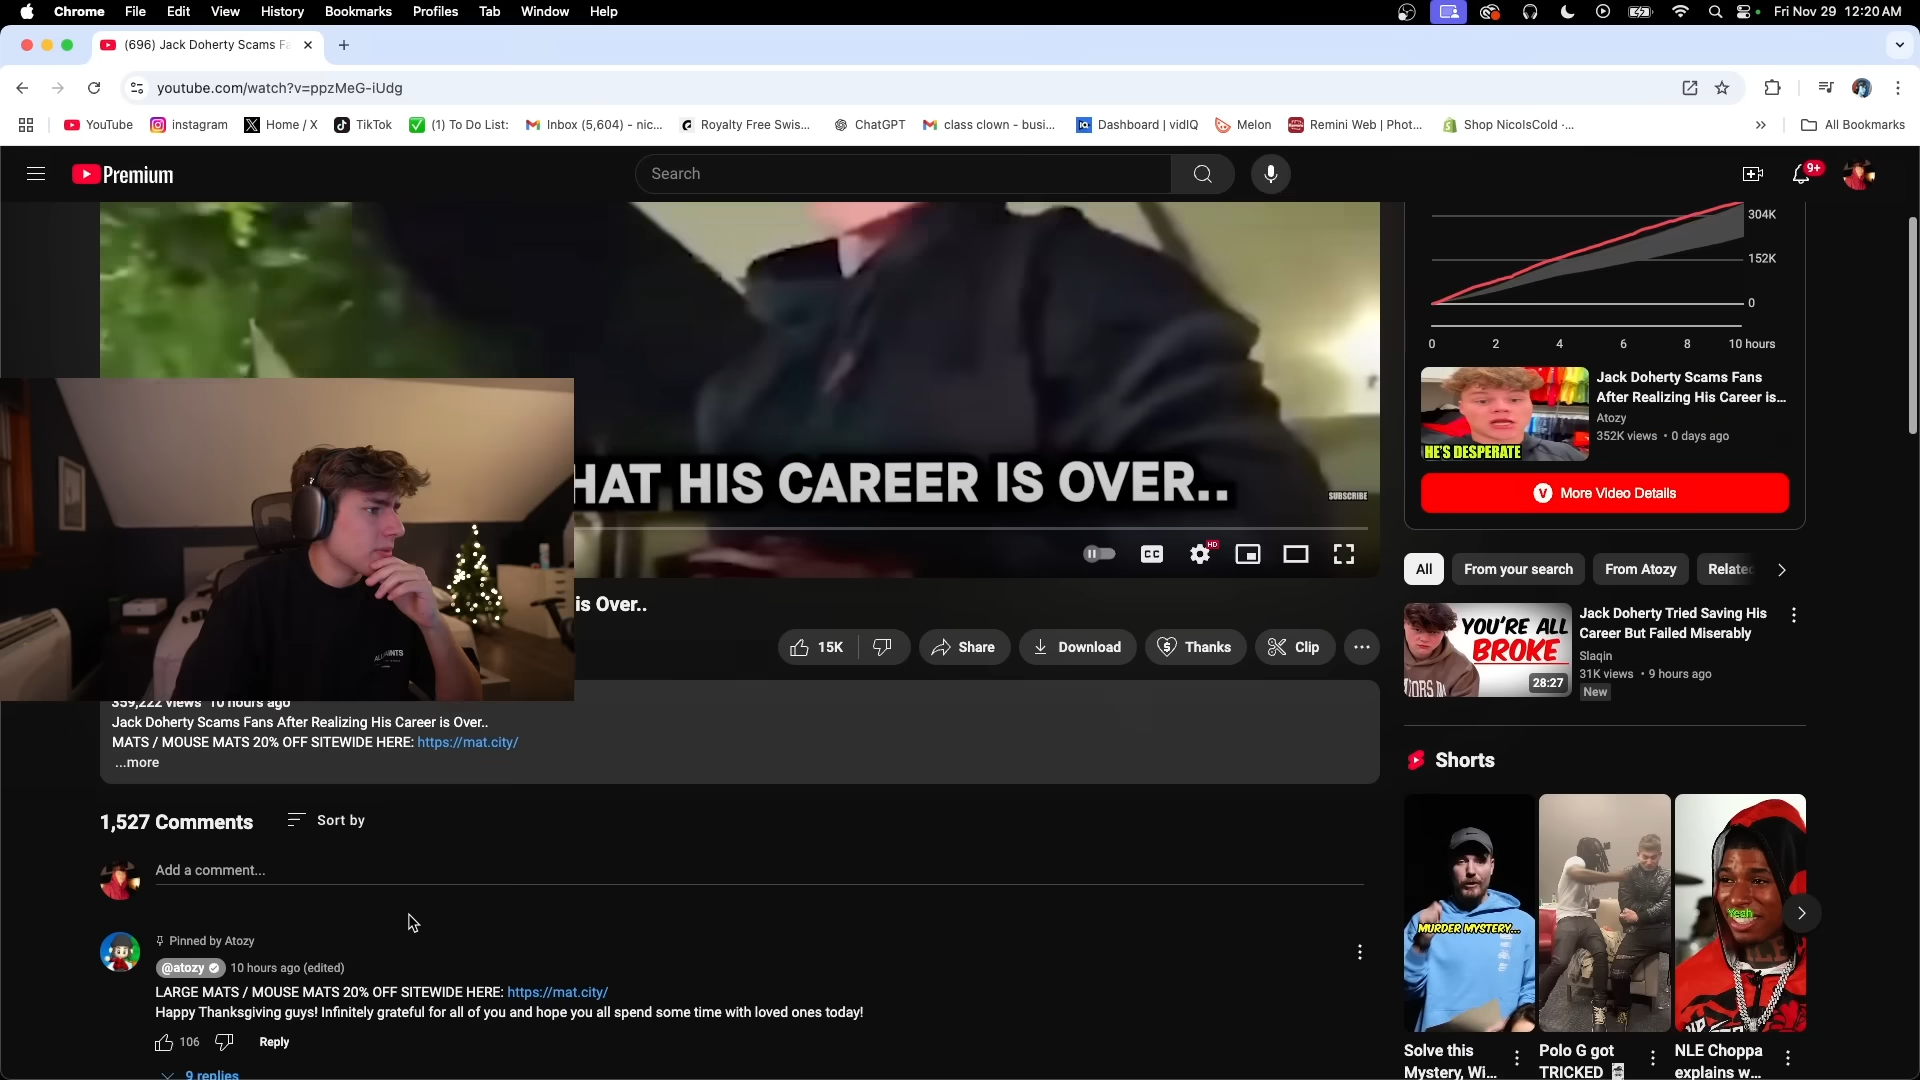 Chrome File Edit View History Bookmarks Profiles Tab Window Help
Fri Nov 29 12:20 AM
(696) Jack Doherty Scams Fa
youtube.com/watch?v=ppzMeG-iUdg
YouTube instagram Home / X TikTok (1) To Do List: Inbox (5,604) - nic... Royalty Free Swis... ChatGPT class clown - busi... Dashboard | vidIQ Melon Remini Web | Phot... Shop NicolsCold -... All Bookmarks
Premium
Search
9+
304K
152K
0
0 2 4 6 8 10 hours
Jack Doherty Scams Fans
After Realizing His Career is...
Atozy
352K views • 0 days ago
HE'S DESPERATE
More Video Details
HAT HIS CAREER IS OVER..
SUBSCRIBE
CC
HD
is Over..
15K
Share
Download
Thanks
Clip
All
From your search
From Atozy
Related
YOU'RE ALL
BROKE
28:27
Jack Doherty Tried Saving His
Career But Failed Miserably
Slaqin
31K views • 9 hours ago
New
359,222 views 10 hours ago
Jack Doherty Scams Fans After Realizing His Career is Over..
MATS / MOUSE MATS 20% OFF SITEWIDE HERE: https://mat.city/
...more
1,527 Comments
Sort by
Add a comment...
Pinned by Atozy
@atozy 10 hours ago (edited)
LARGE MATS / MOUSE MATS 20% OFF SITEWIDE HERE: https://mat.city/
Happy Thanksgiving guys! Infinitely grateful for all of you and hope you all spend some time with loved ones today!
106
Reply
9 replies
Shorts
MURDER MYSTERY...
Yeah
Solve this
Mystery, Wi...
Polo G got
TRICKED
NLE Choppa
explains w...